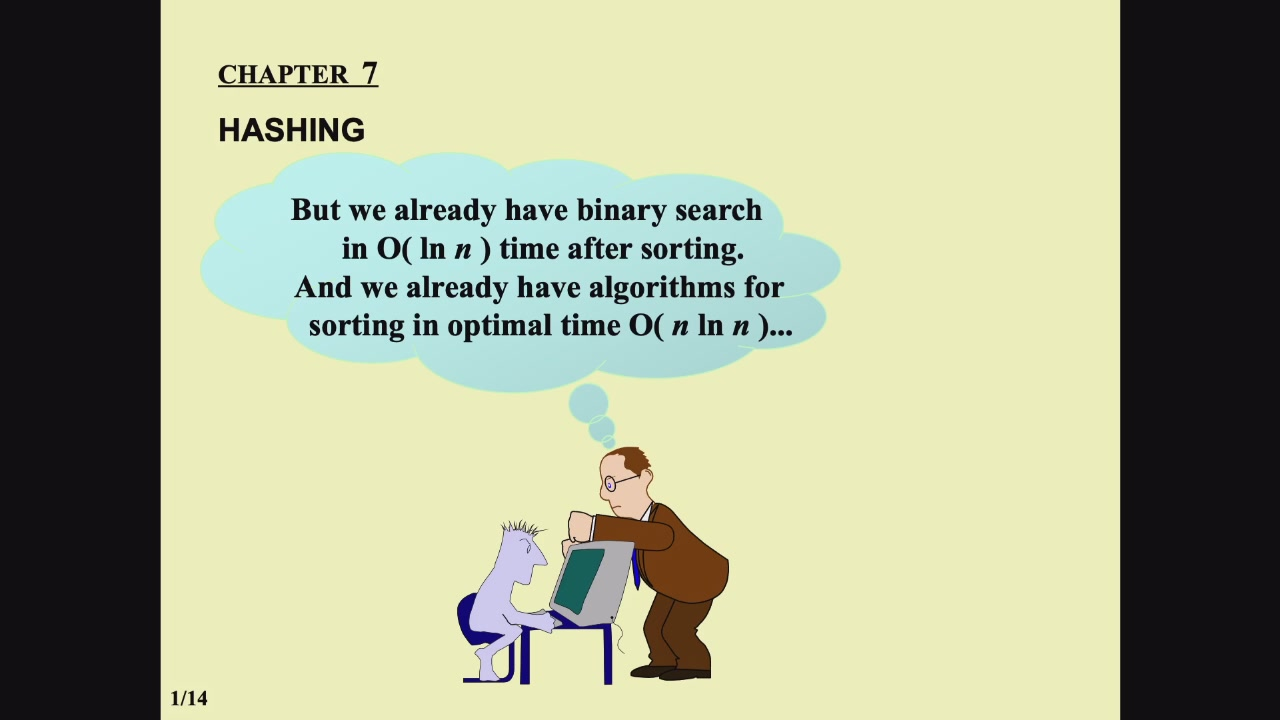 CHAPTER 7
HASHING
But we already have binary search
in O( ln n ) time after sorting.
And we already have algorithms for
sorting in optimal time O( n ln n )...
1/14